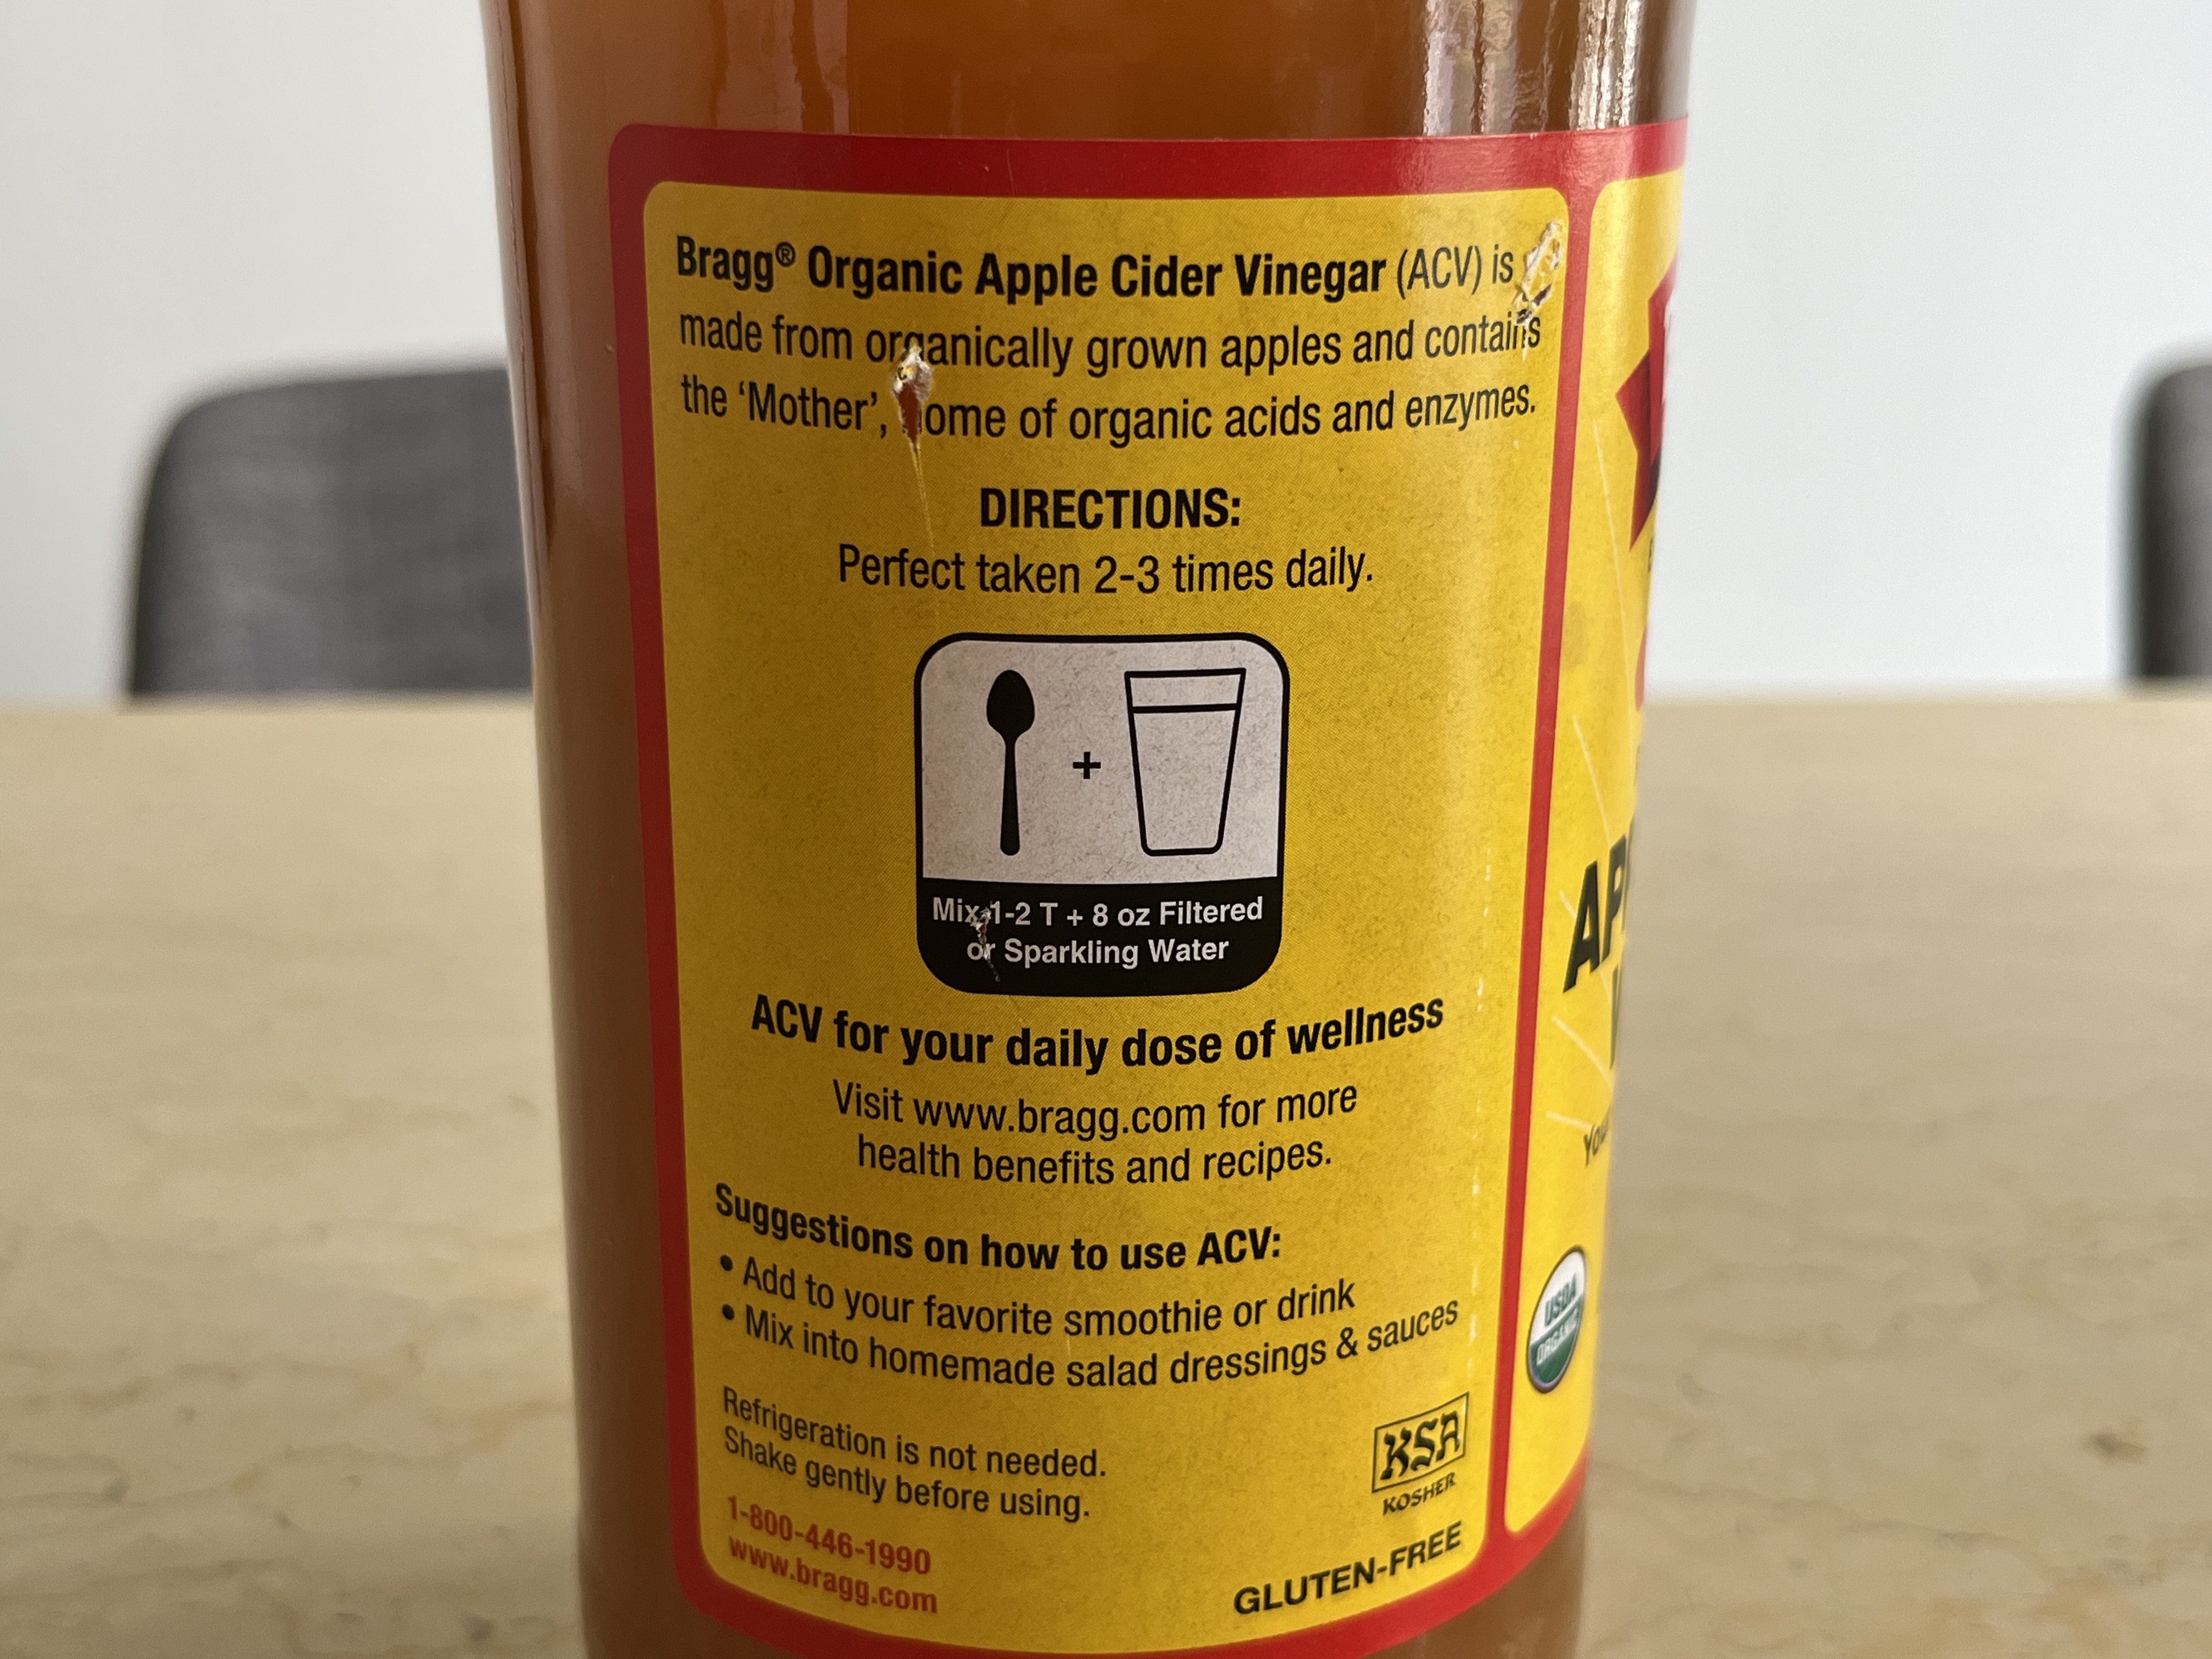 Bragg® Organic Apple Cider Vinegar (ACV) is
made from organically grown apples and contains
the ‘Mother’, home of organic acids and enzymes.
DIRECTIONS:
Perfect taken 2-3 times daily.
+
Mix 1-2 T + 8 oz Filtered
or Sparkling Water
ACV for your daily dose of wellness
Visit www.bragg.com for more
health benefits and recipes.
Suggestions on how to use ACV:
• Add to your favorite smoothie or drink
• Mix into homemade salad dressings & sauces
Refrigeration is not needed.
Shake gently before using.
1-800-446-1990
www.bragg.com
KSA
KOSHER
GLUTEN-FREE
USDA
ORGANIC